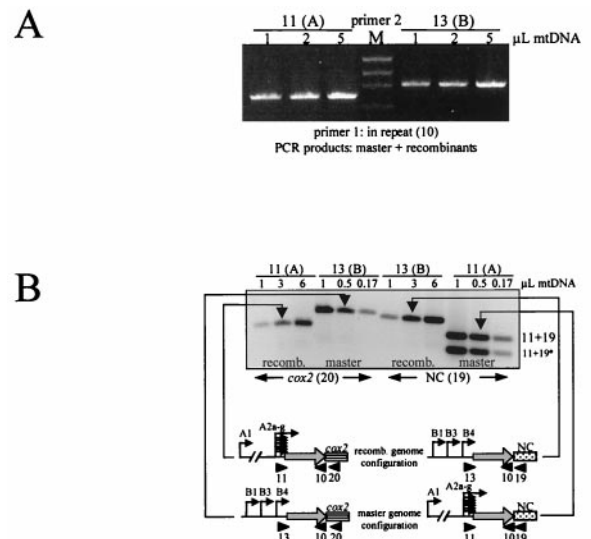 A
11 (A) primer 2 13 (B)
1 2 5 M 1 2 5 µL mtDNA
primer 1: in repeat (10)
PCR products: master + recombinants
B
11 (A) 13 (B) 13 (B) 11 (A)
1 3 6 1 0.5 0.17 1 3 6 1 0.5 0.17 µL mtDNA
11+19
11+19*
recomb. master recomb. master
cox2 (20) NC (19)
A1 A2a-g cox2 B1 B3 B4 NC
recomb. genome
configuration
11 10 20 13 10 19
B1 B3 B4 cox2 A1 A2a-g NC
master genome
configuration
13 10 20 11 10 19